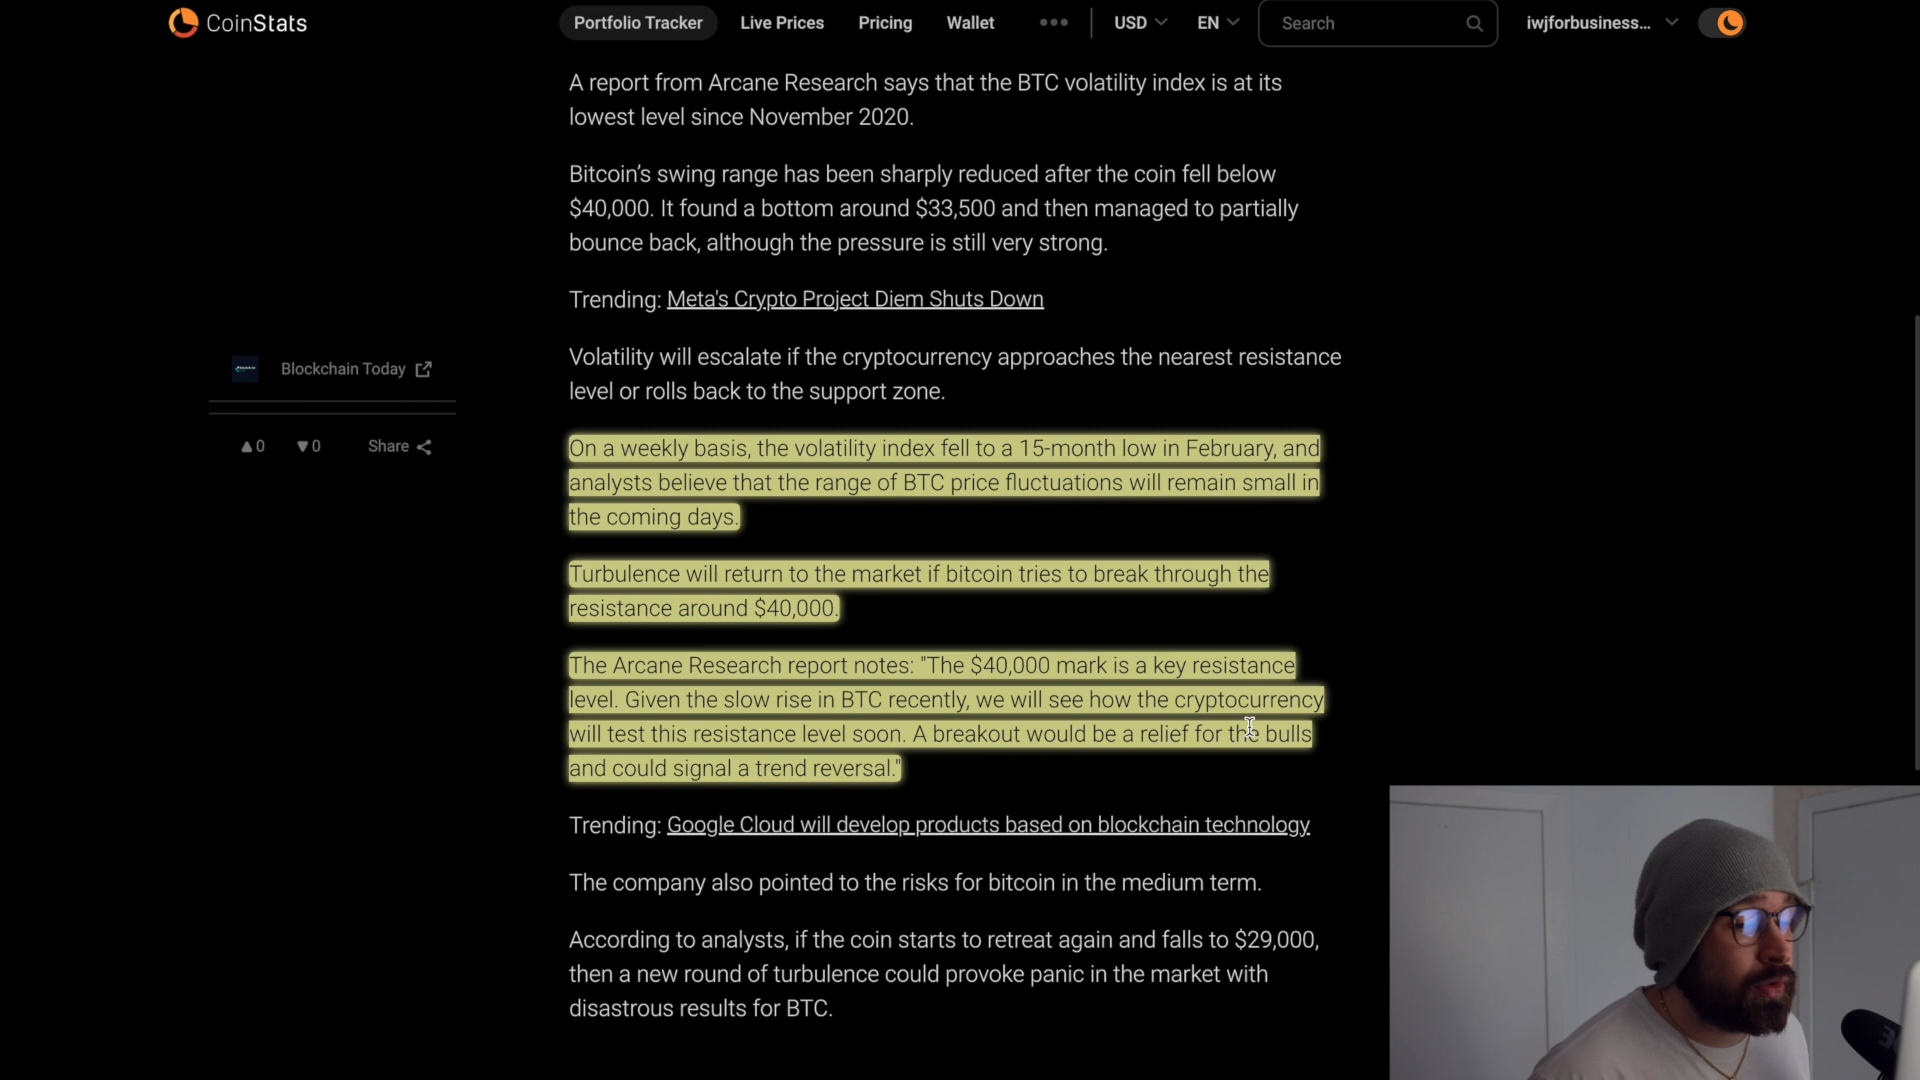 CoinStats
Portfolio Tracker
Live Prices
Pricing
Wallet
USD
EN
Search
iwjforbusiness...
A report from Arcane Research says that the BTC volatility index is at its
lowest level since November 2020.
Bitcoin’s swing range has been sharply reduced after the coin fell below
$40,000. It found a bottom around $33,500 and then managed to partially
bounce back, although the pressure is still very strong.
Trending: Meta's Crypto Project Diem Shuts Down
Blockchain Today
▲0 ▼0 Share
Volatility will escalate if the cryptocurrency approaches the nearest resistance
level or rolls back to the support zone.
On a weekly basis, the volatility index fell to a 15-month low in February, and
analysts believe that the range of BTC price fluctuations will remain small in
the coming days.
Turbulence will return to the market if bitcoin tries to break through the
resistance around $40,000.
The Arcane Research report notes: "The $40,000 mark is a key resistance
level. Given the slow rise in BTC recently, we will see how the cryptocurrency
will test this resistance level soon. A breakout would be a relief for the bulls
and could signal a trend reversal."
Trending: Google Cloud will develop products based on blockchain technology
The company also pointed to the risks for bitcoin in the medium term.
According to analysts, if the coin starts to retreat again and falls to $29,000,
then a new round of turbulence could provoke panic in the market with
disastrous results for BTC.